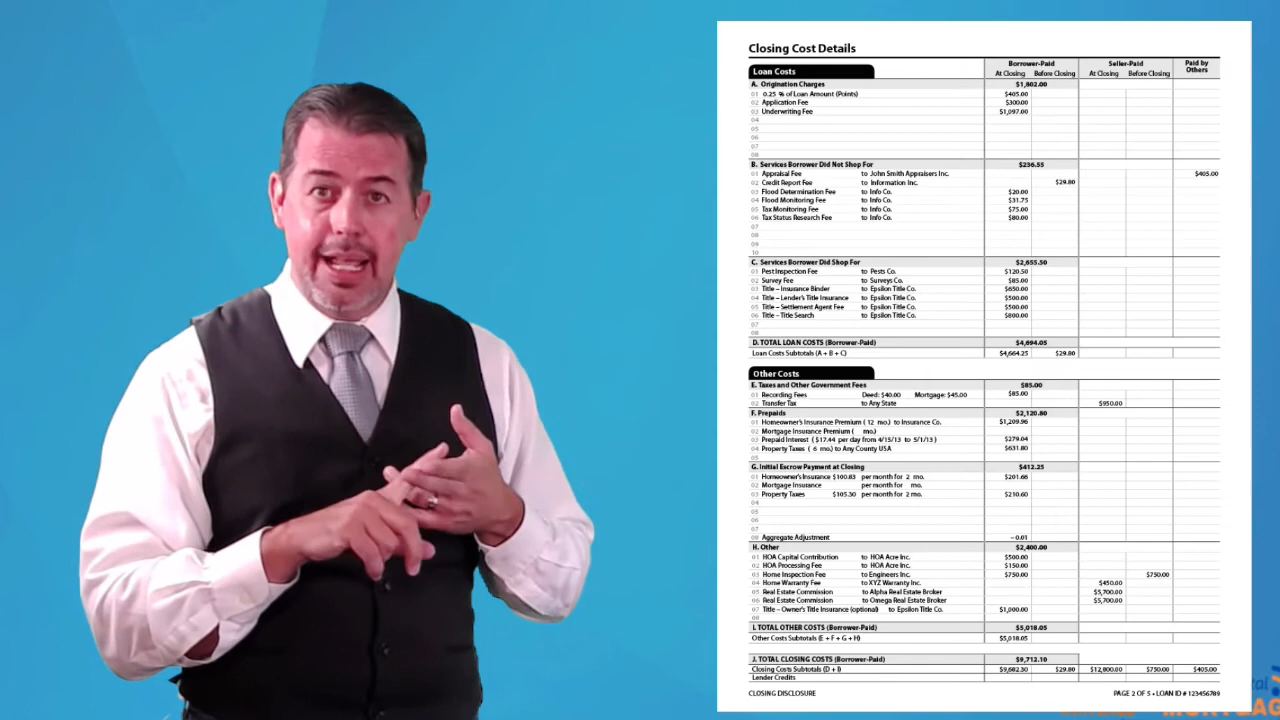 Closing Cost Details
Borrower-Paid Seller-Paid Paid by Others
Loan Costs At Closing Before Closing At Closing Before Closing
A. Origination Charges $1,802.00
01 0.25 % of Loan Amount (Points) $405.00
02 Application Fee $300.00
03 Underwriting Fee $1,097.00
04
05
06
07
08
B. Services Borrower Did Not Shop For $236.55
01 Appraisal Fee to John Smith Appraisers Inc. $405.00
02 Credit Report Fee to Information Inc. $29.80
03 Flood Determination Fee to Info Co. $20.00
04 Flood Monitoring Fee to Info Co. $31.75
05 Tax Monitoring Fee to Info Co. $75.00
06 Tax Status Research Fee to Info Co. $80.00
07
08
09
10
C. Services Borrower Did Shop For $2,655.50
01 Pest Inspection Fee to Pests Co. $120.50
02 Survey Fee to Surveys Co. $85.00
03 Title – Insurance Binder to Epsilon Title Co. $650.00
04 Title – Lender's Title Insurance to Epsilon Title Co. $500.00
05 Title – Settlement Agent Fee to Epsilon Title Co. $500.00
06 Title – Title Search to Epsilon Title Co. $800.00
07
08
D. TOTAL LOAN COSTS (Borrower-Paid) $4,694.05
Loan Costs Subtotals (A + B + C) $4,664.25 $29.80
Other Costs
E. Taxes and Other Government Fees $85.00
01 Recording Fees Deed: $40.00 Mortgage: $45.00 $85.00
02 Transfer Tax to Any State $950.00
F. Prepaids $2,120.80
01 Homeowner's Insurance Premium ( 12 mo.) to Insurance Co. $1,209.96
02 Mortgage Insurance Premium ( mo.)
03 Prepaid Interest ( $17.44 per day from 4/15/13 to 5/1/13 ) $279.04
04 Property Taxes ( 6 mo.) to Any County USA $631.80
05
G. Initial Escrow Payment at Closing $412.25
01 Homeowner's Insurance $100.83 per month for 2 mo. $201.66
02 Mortgage Insurance per month for mo.
03 Property Taxes $105.30 per month for 2 mo. $210.60
04
05
06
07
08 Aggregate Adjustment – 0.01
H. Other $2,400.00
01 HOA Capital Contribution to HOA Acre Inc. $500.00
02 HOA Processing Fee to HOA Acre Inc. $150.00
03 Home Inspection Fee to Engineers Inc. $750.00 $750.00
04 Home Warranty Fee to XYZ Warranty Inc. $450.00
05 Real Estate Commission to Alpha Real Estate Broker $5,700.00
06 Real Estate Commission to Omega Real Estate Broker $5,700.00
07 Title – Owner's Title Insurance (optional) to Epsilon Title Co. $1,000.00
08
I. TOTAL OTHER COSTS (Borrower-Paid) $5,018.05
Other Costs Subtotals (E + F + G + H) $5,018.05
J. TOTAL CLOSING COSTS (Borrower-Paid) $9,712.10
Closing Costs Subtotals (D + I) $9,682.30 $29.80 $12,800.00 $750.00 $405.00
Lender Credits
CLOSING DISCLOSURE PAGE 2 OF 5 • LOAN ID # 123456789